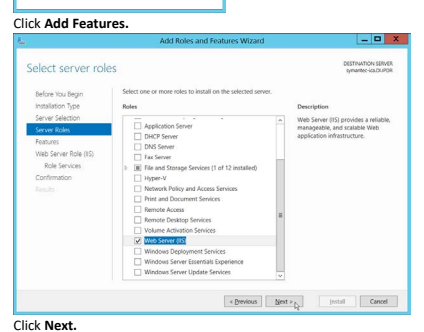 Click Add Features.
Add Roles and Features Wizard
Select server roles
DESTINATION SERVER
Before You Begin
Installation Type
Server Selection
Server Roles
Features
Web Server Role (IIS)
Role Services
Confirmation
Results
Select one or more roles to install on the selected server.
Roles
Application Server
DHCP Server
DNS Server
Fax Server
File and Storage Services (1 of 12 installed)
Hyper-V
Network Policy and Access Services
Print and Document Services
Remote Access
Remote Desktop Services
Volume Activation Services
Web Server (IIS)
Windows Deployment Services
Windows Server Essentials Experience
Windows Server Update Services
Description
Web Server (IIS) provides a reliable,
manageable, and scalable Web
application infrastructure.
< Previous
Next >
Install
Cancel
Click Next.